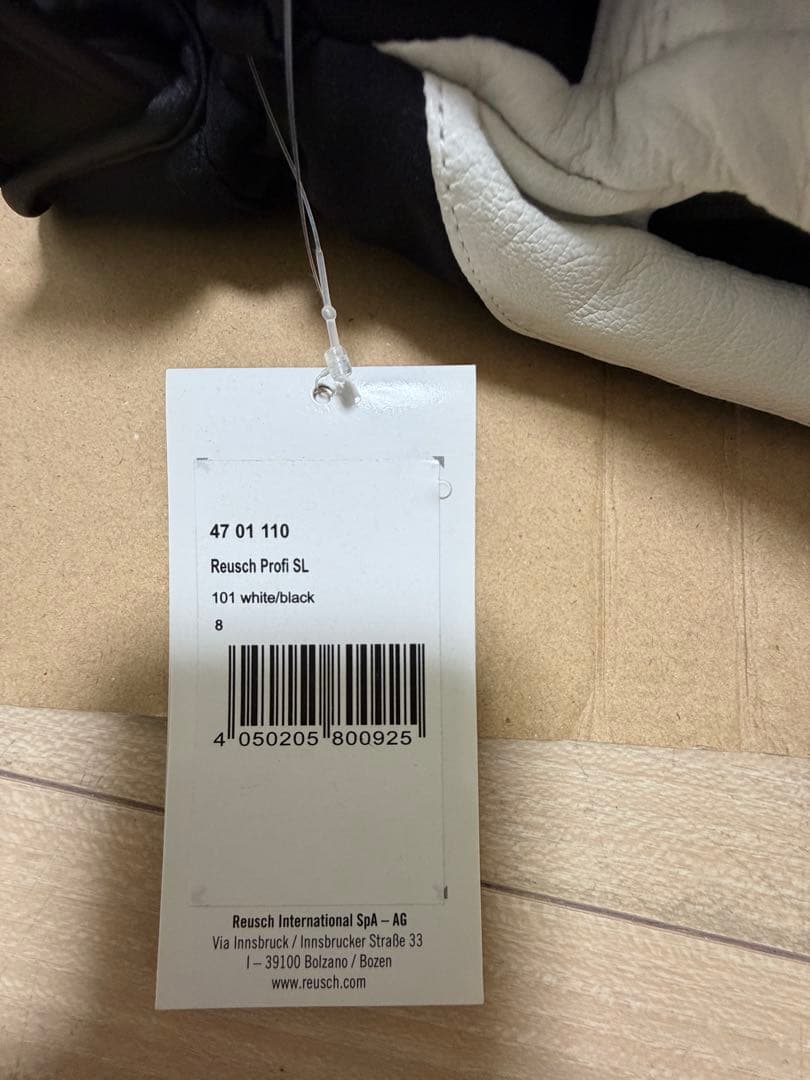 47 01 110
Reusch Profi SL
101 white/black
8
4 050205 800925
Reusch International SpA – AG
Via Innsbruck / Innsbrucker Straße 33
I – 39100 Bolzano / Bozen
www.reusch.com